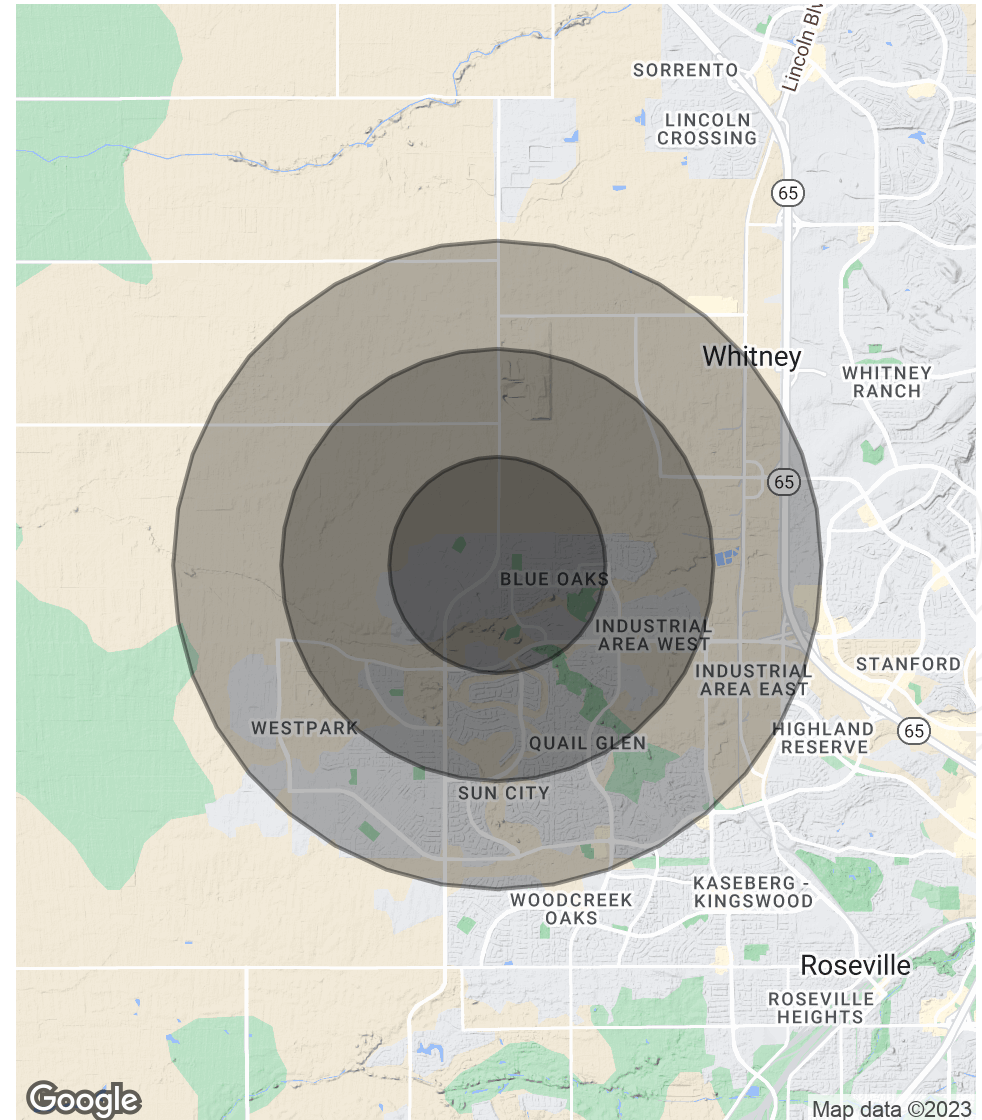 Lincoln Blv
SORRENTO
LINCOLN
CROSSING
65
Whitney
WHITNEY
RANCH
65
BLUE OAKS
INDUSTRIAL
AREA WEST
INDUSTRIAL
AREA EAST
STANFORD
WESTPARK
QUAIL GLEN
HIGHLAND
RESERVE
65
SUN CITY
WOODCREEK
OAKS
KASEBERG -
KINGSWOOD
Roseville
ROSEVILLE
HEIGHTS
Google
Map data ©2023